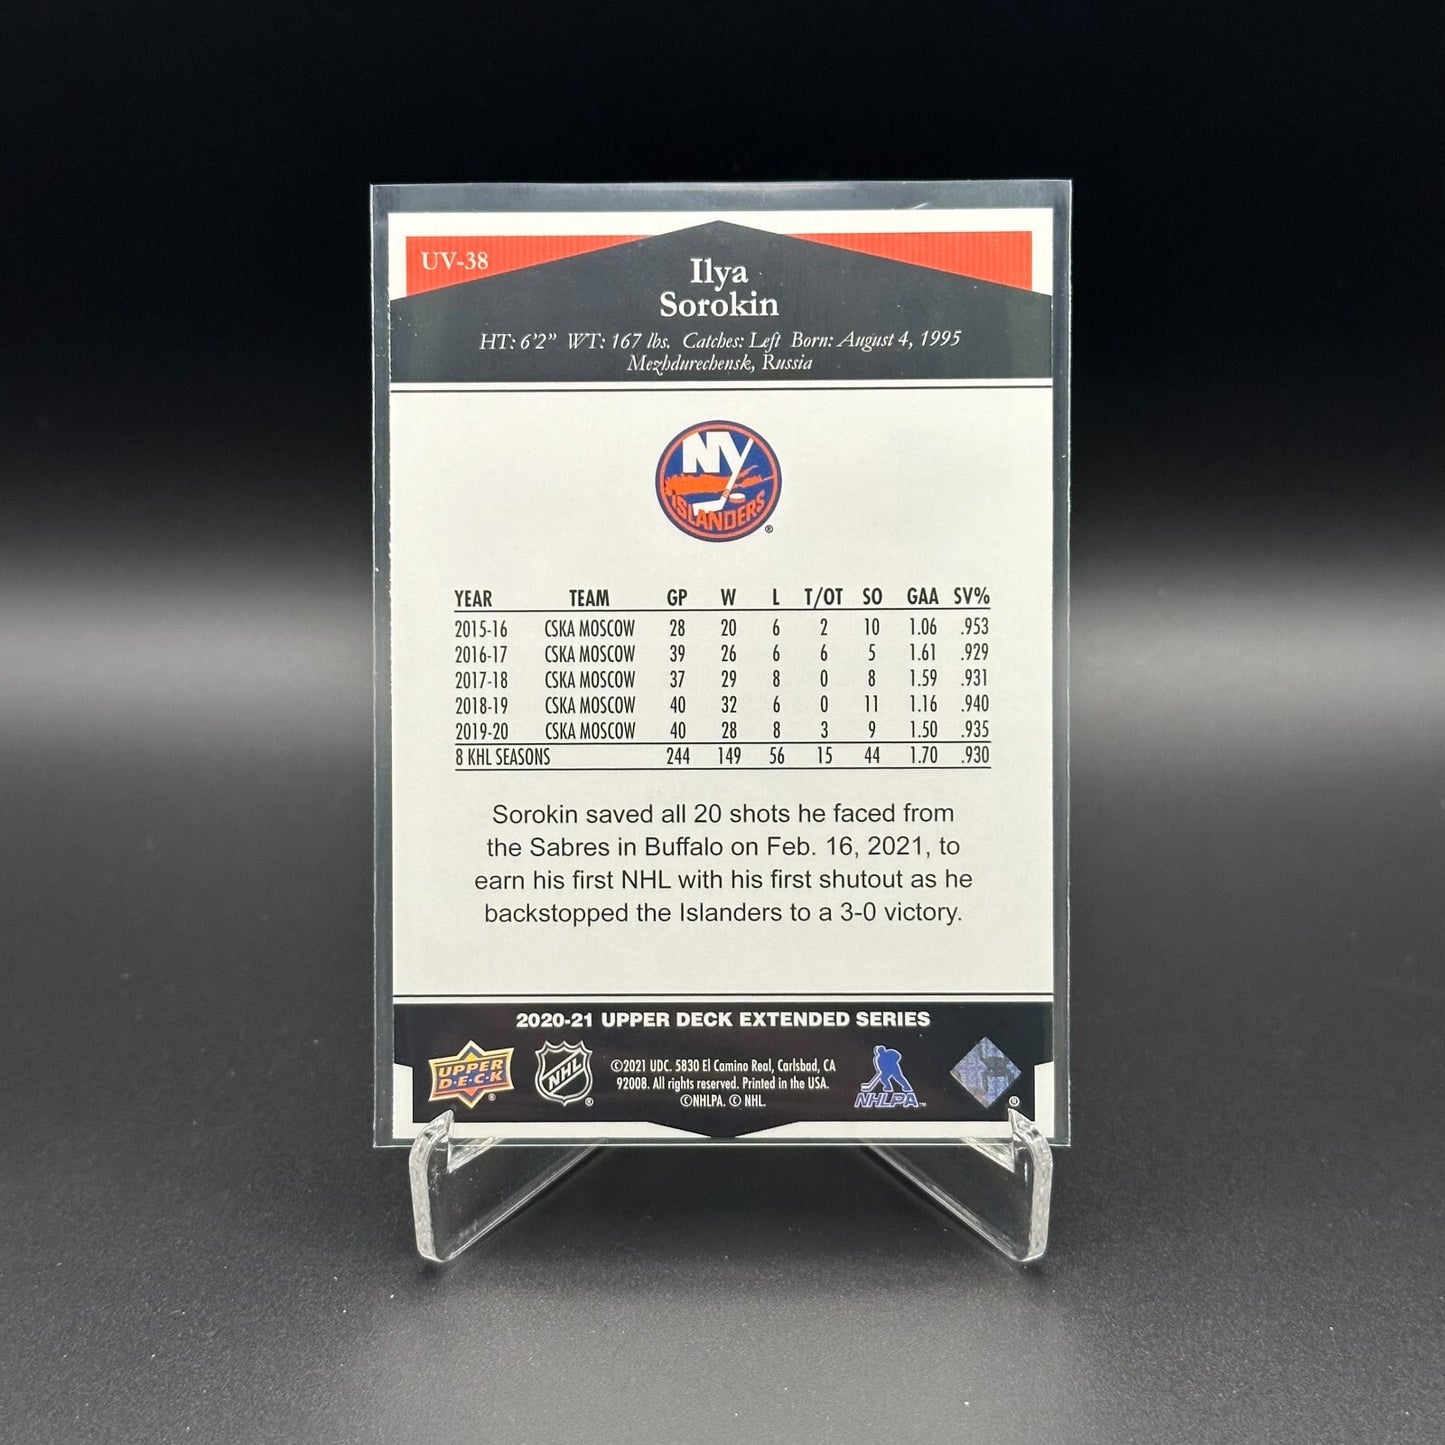 UV-38
Ilya
Sorokin
HT: 6'2" WT: 167 lbs. Catches: Left Born: August 4, 1995
Mezhdurechensk, Russia
NY
ISLANDERS
®
YEAR TEAM GP W L T/OT SO GAA SV%
2015-16 CSKA MOSCOW 28 20 6 2 10 1.06 .953
2016-17 CSKA MOSCOW 39 26 6 6 5 1.61 .929
2017-18 CSKA MOSCOW 37 29 8 0 8 1.59 .931
2018-19 CSKA MOSCOW 40 32 6 0 11 1.16 .940
2019-20 CSKA MOSCOW 40 28 8 3 9 1.50 .935
8 KHL SEASONS 244 149 56 15 44 1.70 .930
Sorokin saved all 20 shots he faced from
the Sabres in Buffalo on Feb. 16, 2021, to
earn his first NHL with his first shutout as he
backstopped the Islanders to a 3-0 victory.
2020-21 UPPER DECK EXTENDED SERIES
UPPER
D·E·C·K
®
NHL
®
©2021 UDC. 5830 El Camino Real, Carlsbad, CA
92008. All rights reserved. Printed in the USA.
©NHLPA. © NHL.
NHLPA™
®